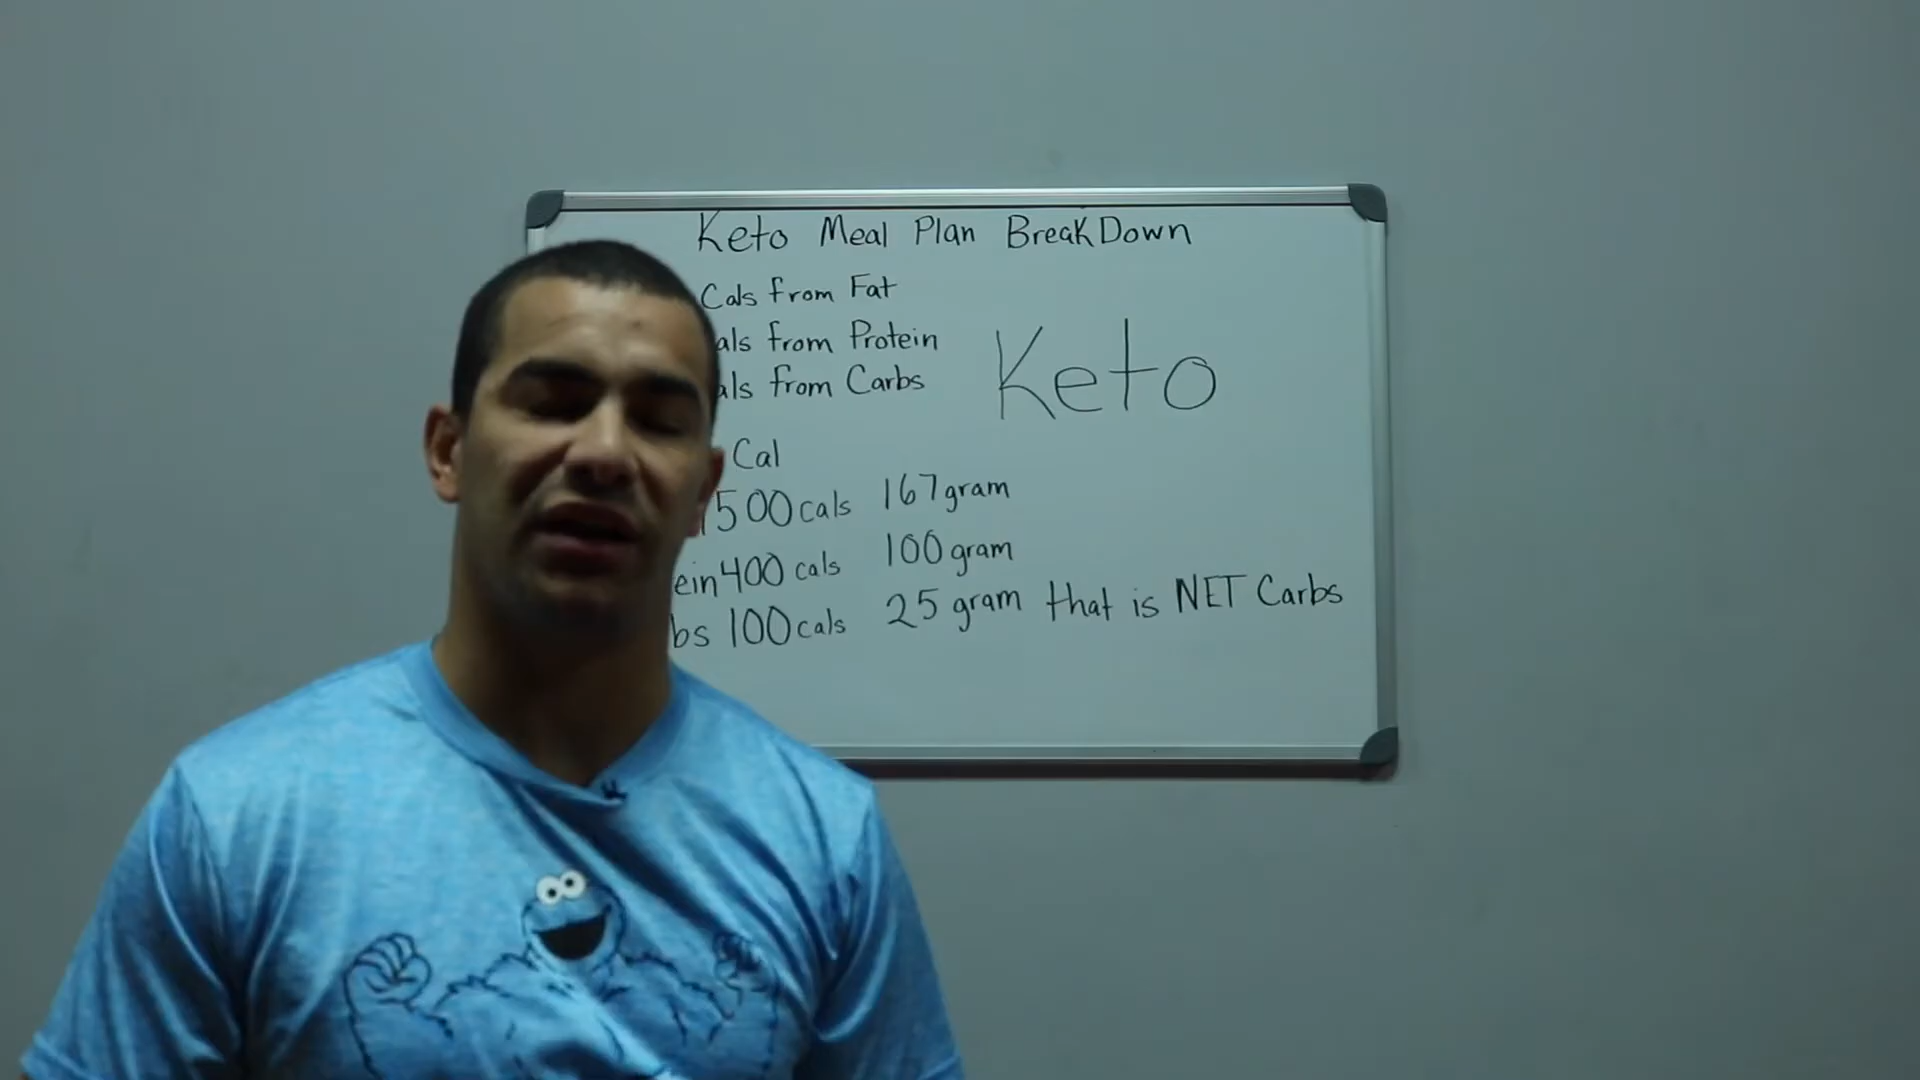 Keto Meal Plan BreakDown
Cals from Fat
als from Protein
als from Carbs
Keto
Cal
1500 cals 167 gram
ein 400 cals 100 gram
bs 100 cals 25 gram that is NET Carbs